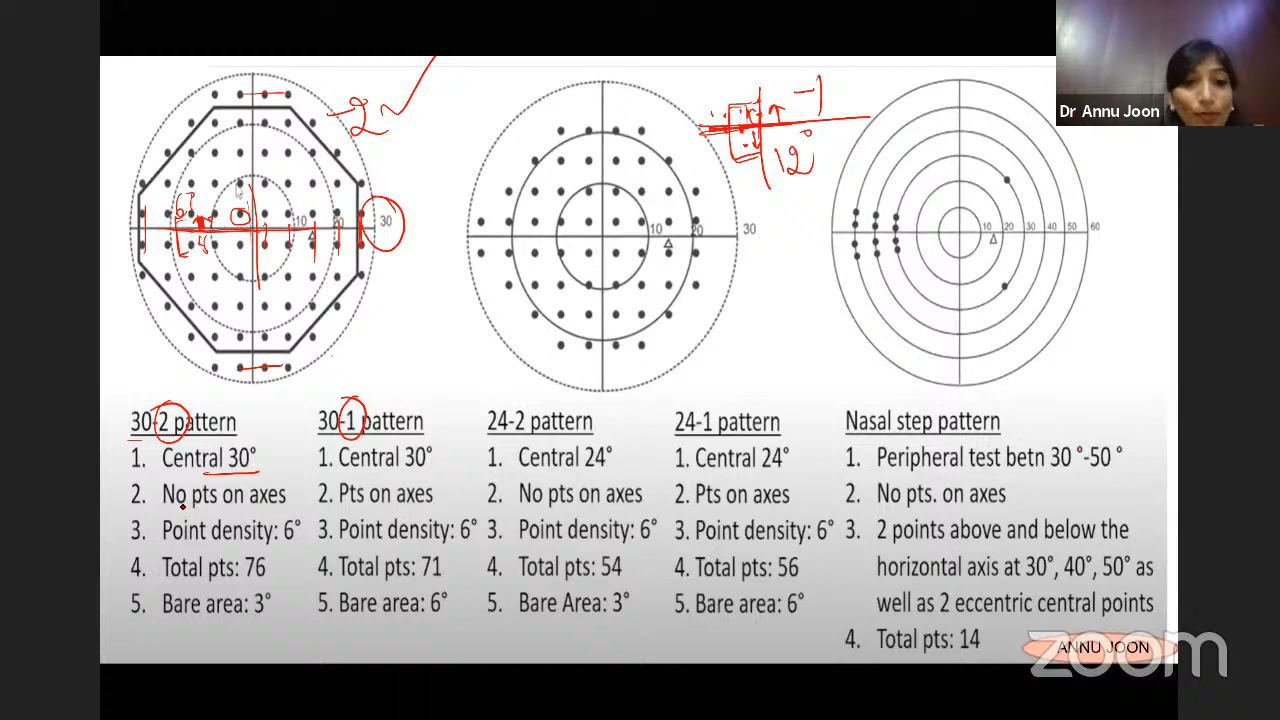 Dr Annu Joon
-2
10
20
30
6°
8
10
20
30
-1
12°
10 20 30 40 50 60
30-2 pattern
1. Central 30°
2. No pts on axes
3. Point density: 6°
4. Total pts: 76
5. Bare area: 3°
30-1 pattern
1. Central 30°
2. Pts on axes
3. Point density: 6°
4. Total pts: 71
5. Bare area: 6°
24-2 pattern
1. Central 24°
2. No pts on axes
3. Point density: 6°
4. Total pts: 54
5. Bare Area: 3°
24-1 pattern
1. Central 24°
2. Pts on axes
3. Point density: 6°
4. Total pts: 56
5. Bare area: 6°
Nasal step pattern
1. Peripheral test betn 30 °-50 °
2. No pts. on axes
3. 2 points above and below the
horizontal axis at 30°, 40°, 50° as
well as 2 eccentric central points
4. Total pts: 14
ANNU JOON
zoom